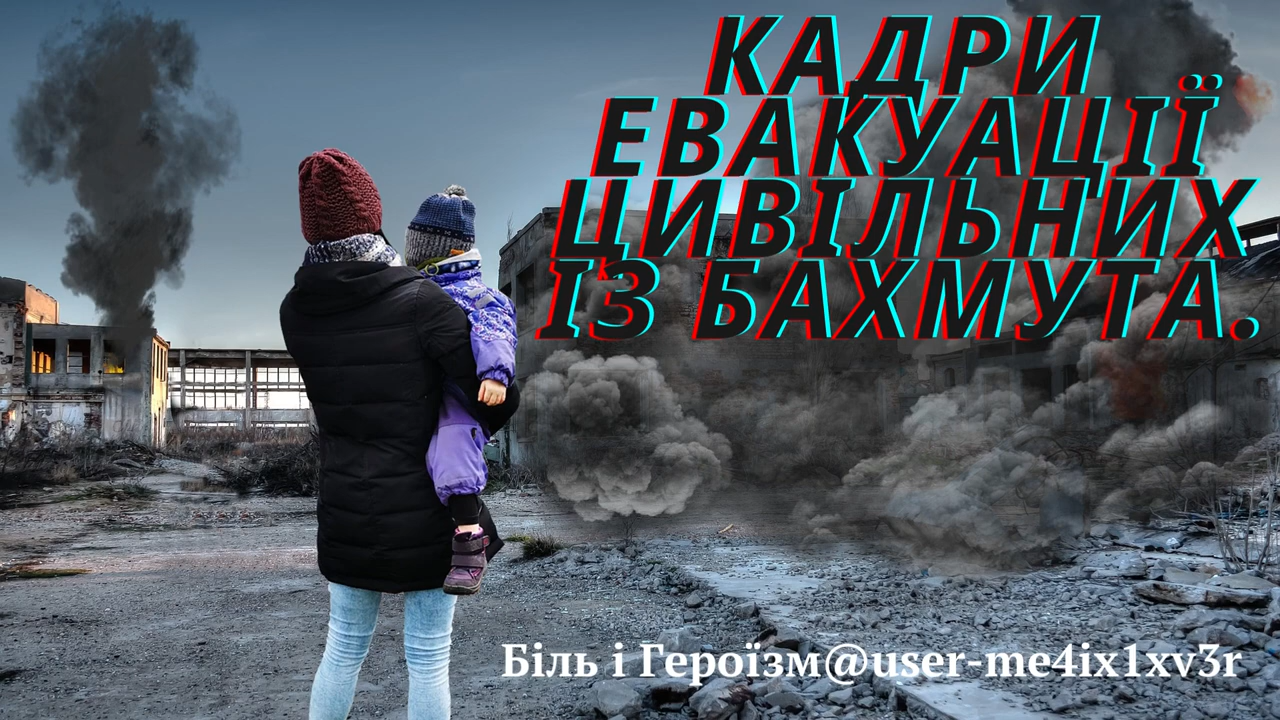 КАДРИ
ЕВАКУАЦІЇ
ЦИВІЛЬНИХ
ІЗ БАХМУТА.
Біль і Героїзм@user-me4ix1xv3r